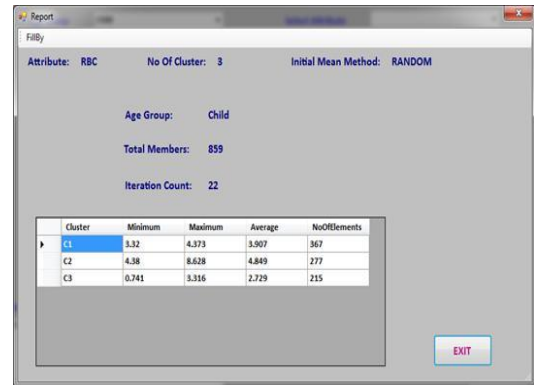 Report
FillBy
Attribute: RBC No Of Cluster: 3 Initial Mean Method: RANDOM
Age Group: Child
Total Members: 859
Iteration Count: 22
Cluster Minimum Maximum Average NoOfElements
C1 3.32 4.373 3.907 367
C2 4.38 8.628 4.849 277
C3 0.741 3.316 2.729 215
EXIT